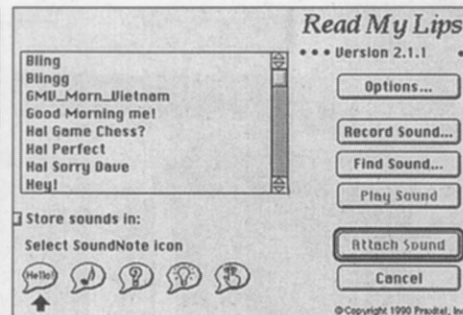 Read My Lips
• • • Version 2.1.1 •
Bling
Blingg
GMV_Morn_Vietnam
Good Morning me!
Hal Game Chess?
Hal Perfect
Hal Sorry Dave
Hey!
Options...
Record Sound...
Find Sound...
Play Sound
Store sounds in:
Select SoundNote icon
Attach Sound
Cancel
Hello!
?
©Copyright 1990 Praxitel, Inc